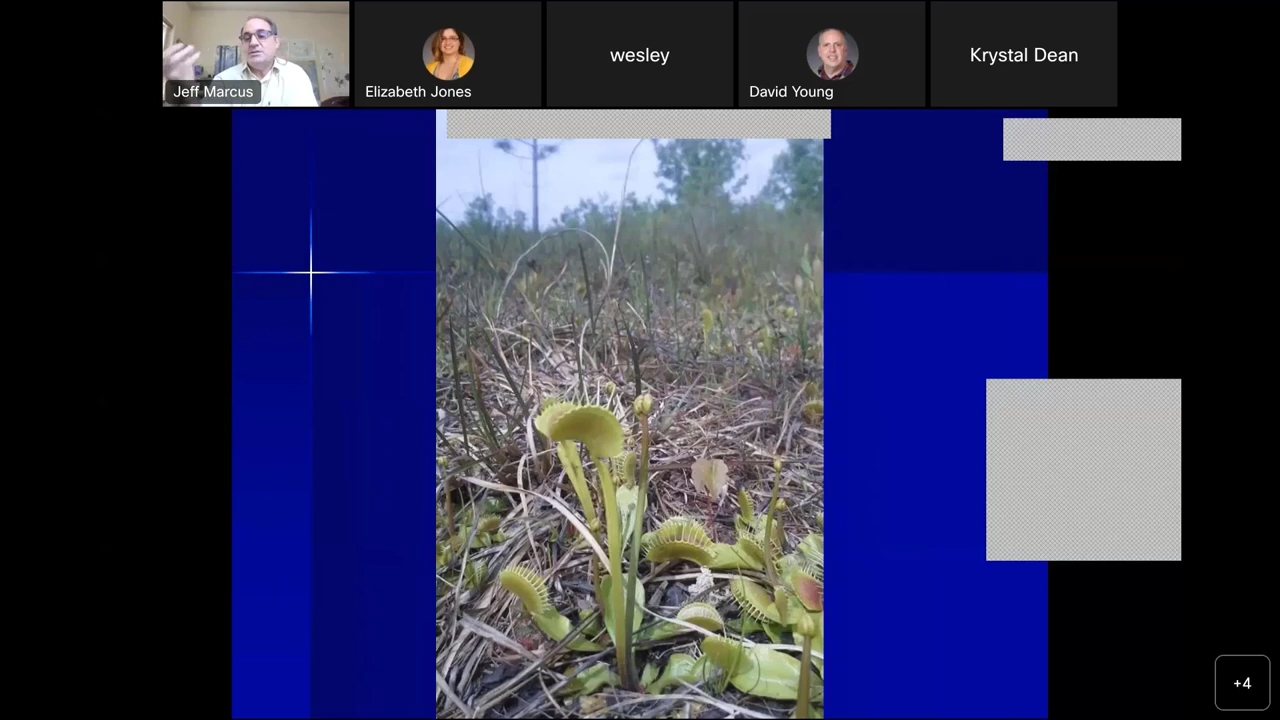 Jeff Marcus
Elizabeth Jones
wesley
David Young
Krystal Dean
+4